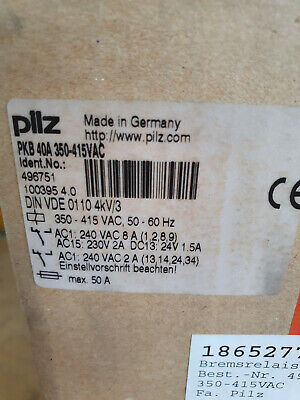 pilz
Made in Germany
http://www.pilz.com
PKB 40A 350-415VAC
Ident.No.:
496751
100395 4.0
DIN VDE 0110 4kV/3
350 - 415 VAC, 50 - 60 Hz
AC1: 240 VAC 8 A (1,2,8,9)
AC15: 230V 2A DC13: 24V 1.5A
AC1: 240 VAC 2 A (13,14,24,34)
Einstellvorschrift beachten!
max. 50 A
CE
1865277
Bremsrelais
Best.-Nr. 49
350-415VAC
Fa. Pilz